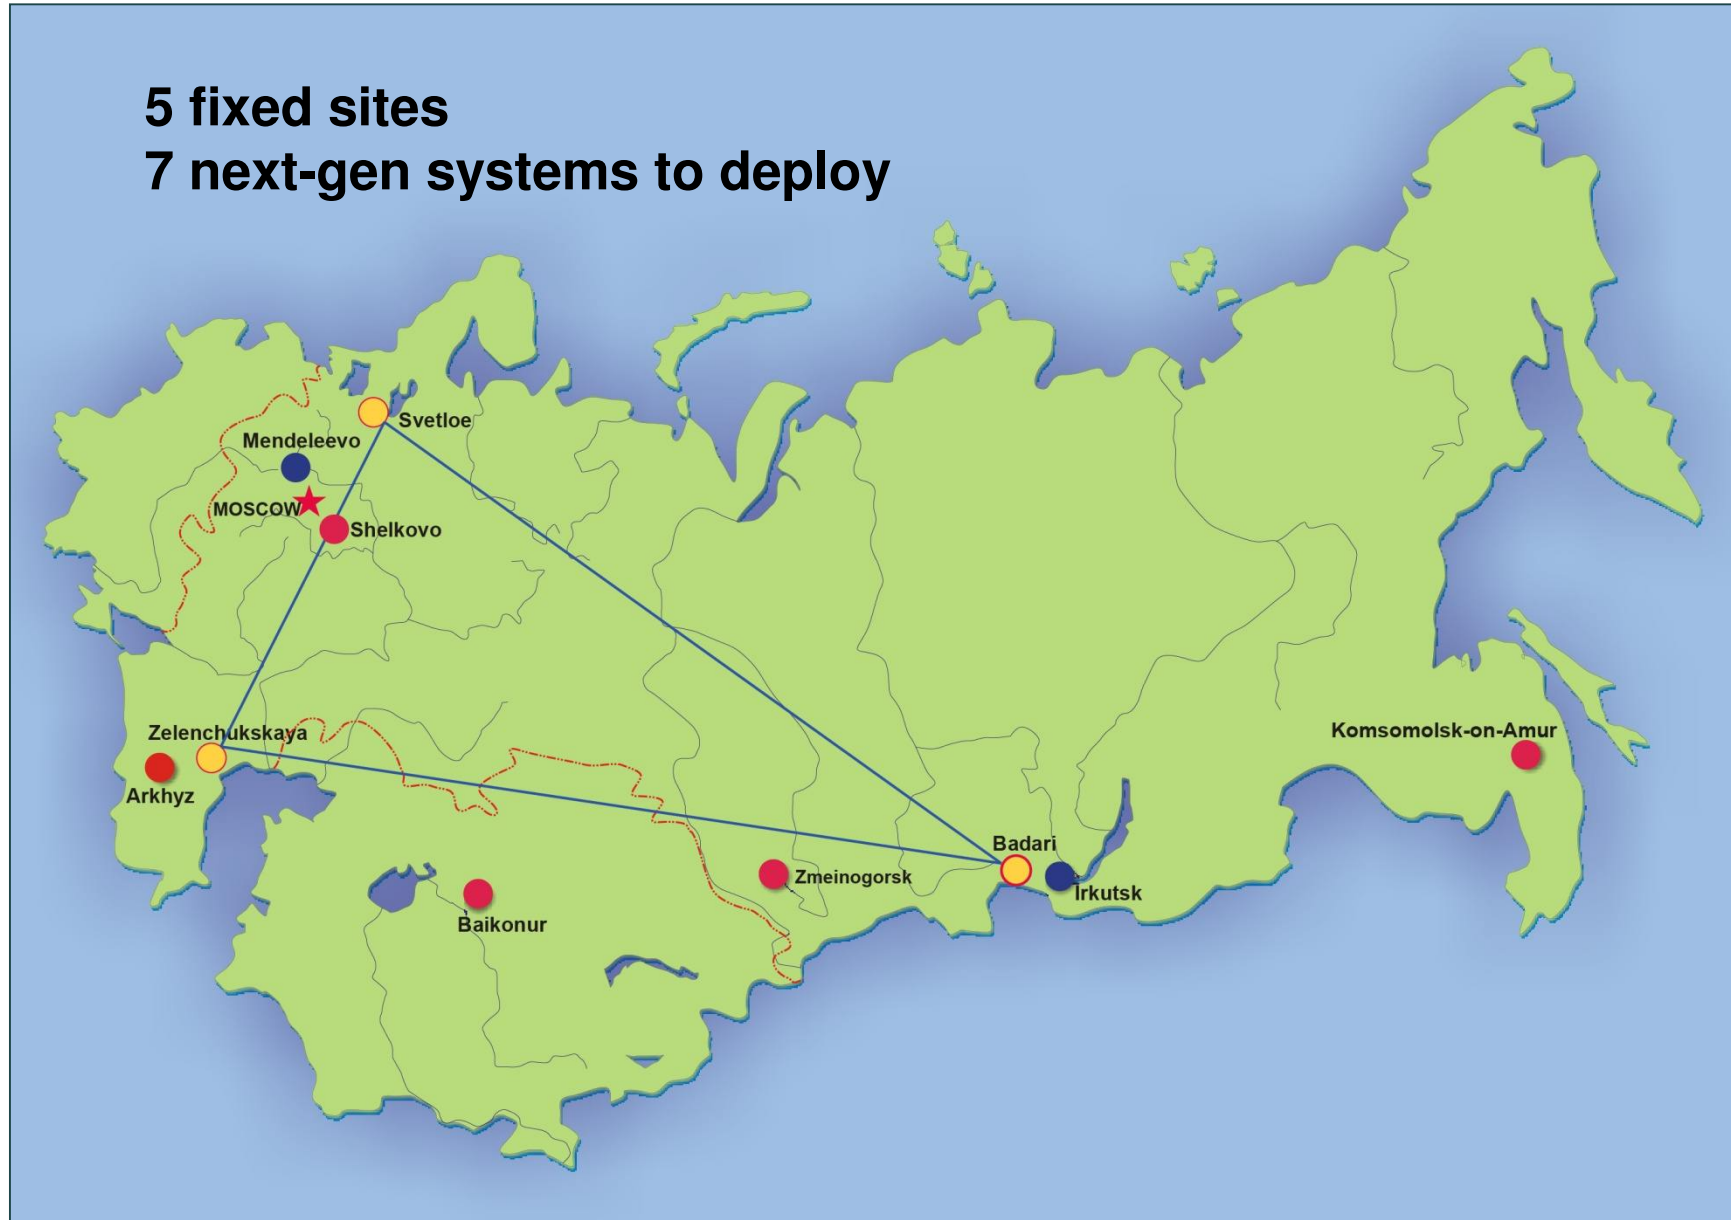 5 fixed sites
7 next-gen systems to deploy
Svetloe
Mendeleevo
MOSCOW
Shelkovo
Zelenchukskaya
Arkhyz
Komsomolsk-on-Amur
Badari
Zmeinogorsk
Irkutsk
Baikonur